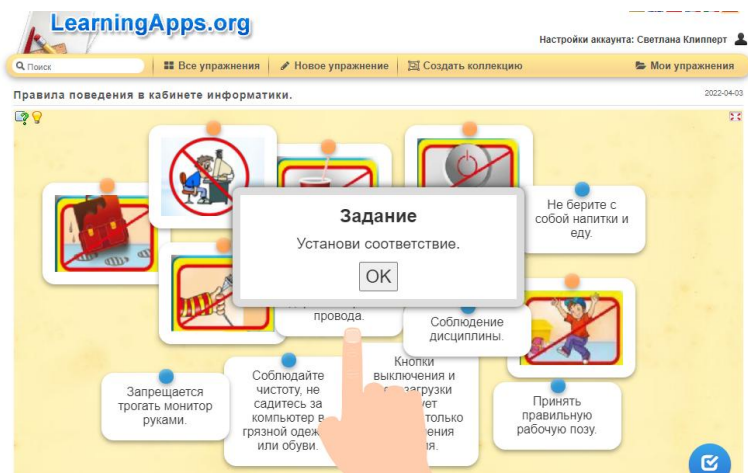 LearningApps.org
Настройки аккаунта: Светлана Клипперт
Поиск
Все упражнения
Новое упражнение
Создать коллекцию
Мои упражнения
Правила поведения в кабинете информатики.
2022-04-03
Не берите с
собой напитки и
еду.
Задание
Установи соответствие.
OK
провода.
Соблюдение
дисциплины.
Запрещается
трогать монитор
руками.
Соблюдайте
чистоту, не
садитесь за
компьютер в
грязной
или обуви.
Кнопки
выключения и
только
Принять
правильную
рабочую позу.